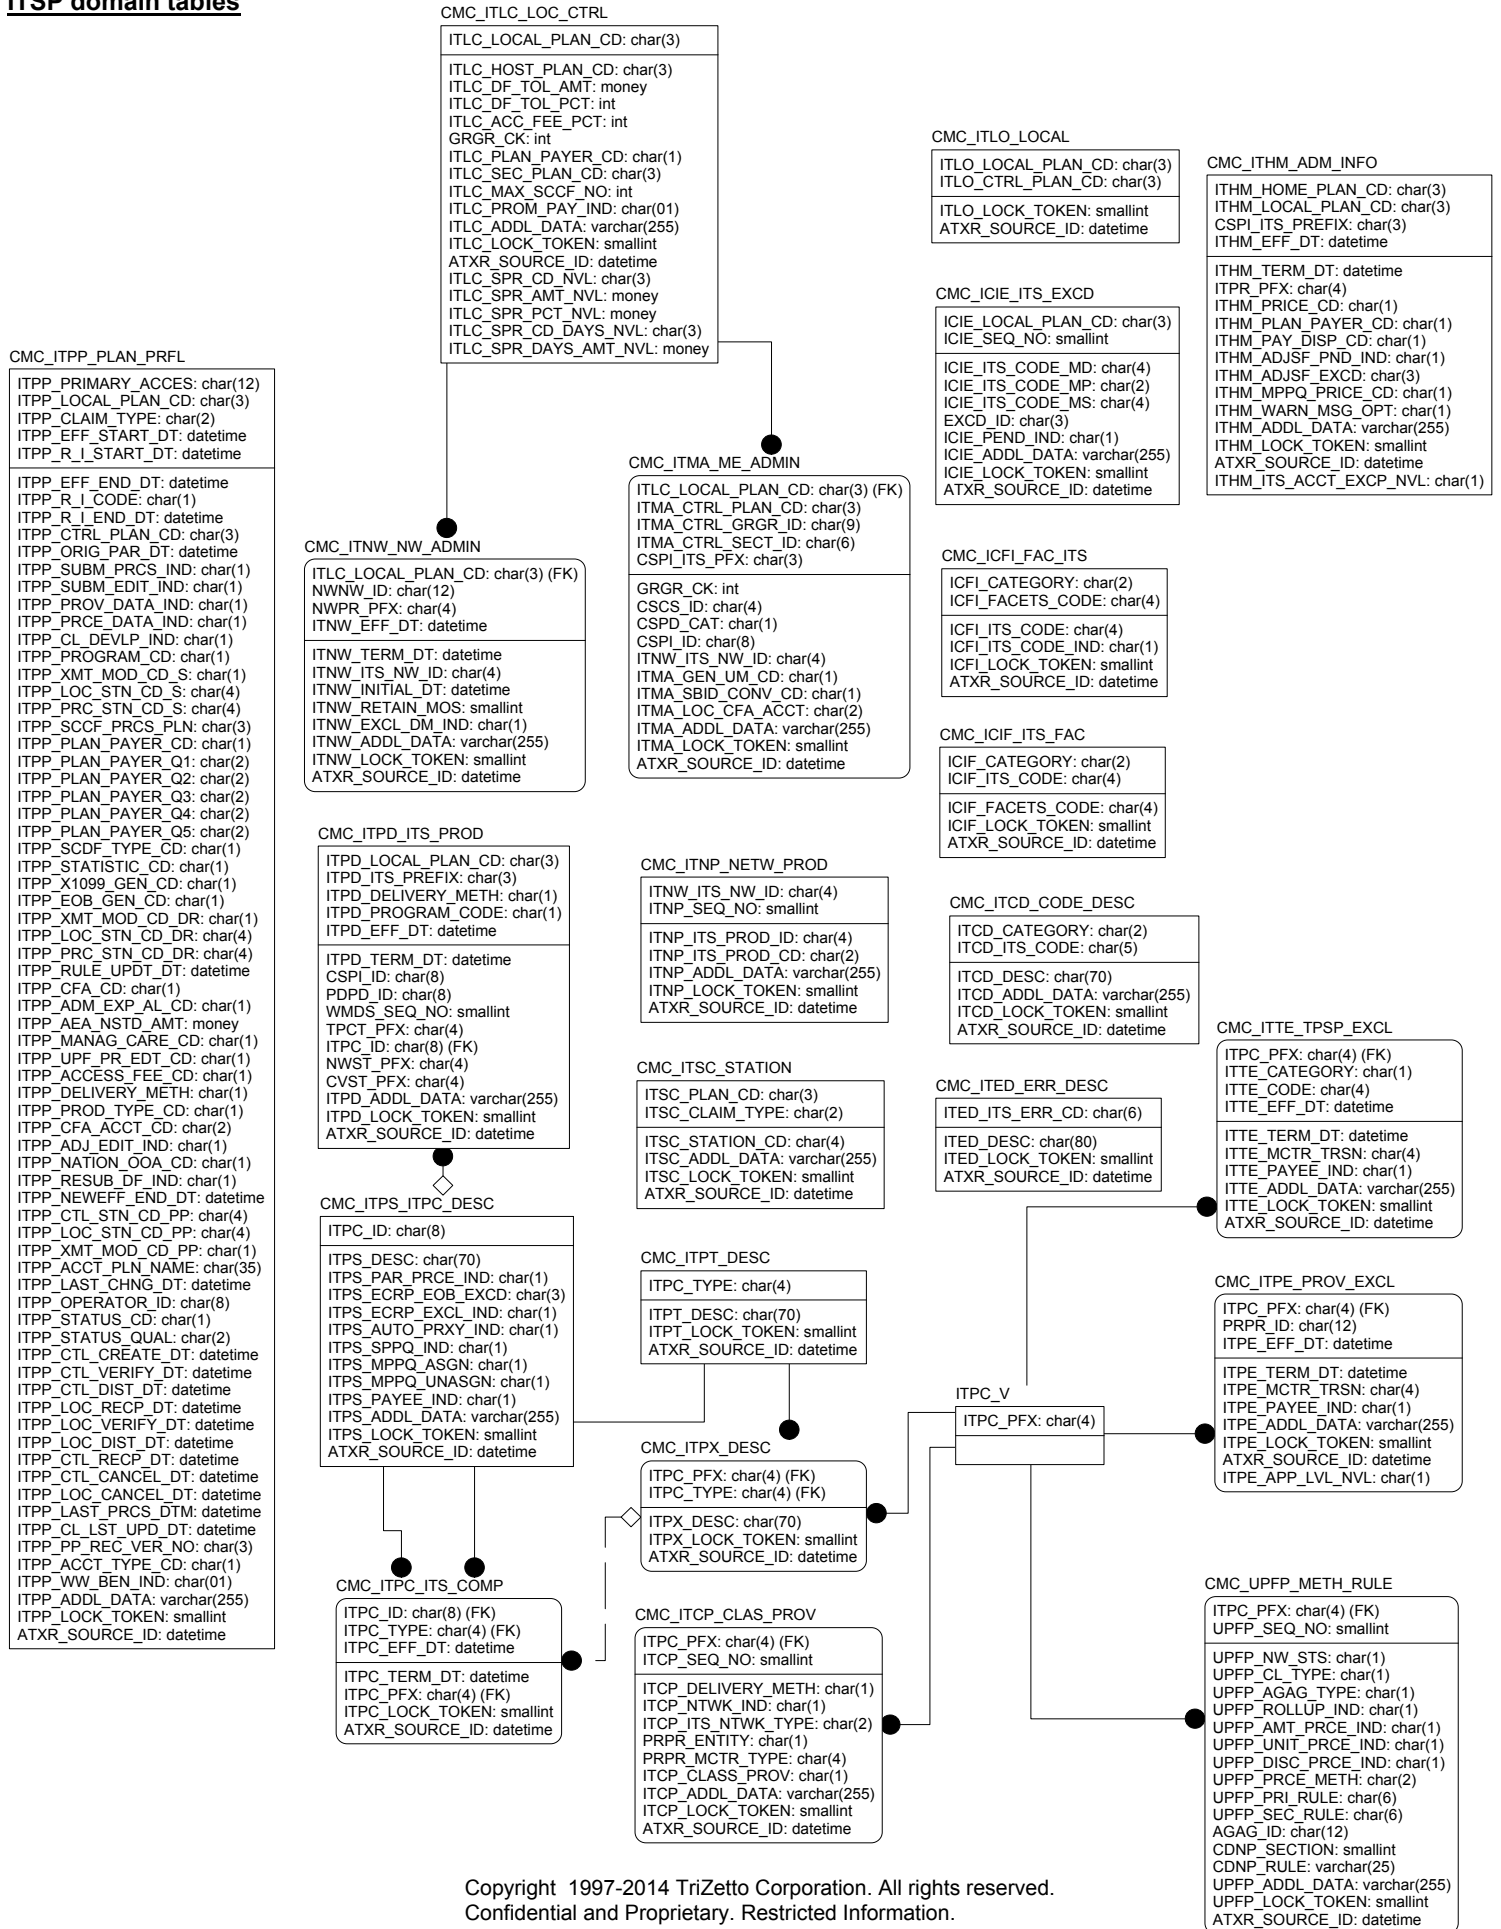 ITSP domain tables
CMC_ITLC_LOC_CTRL
ITLC_LOCAL_PLAN_CD: char(3)
ITLC_HOST_PLAN_CD: char(3)
ITLC_DF_TOL_AMT: money
ITLC_DF_TOL_PCT: int
ITLC_ACC_FEE_PCT: int
GRGR_CK: int
ITLC_PLAN_PAYER_CD: char(1)
ITLC_SEC_PLAN_CD: char(3)
ITLC_MAX_SCCF_NO: int
ITLC_PROM_PAY_IND: char(01)
ITLC_ADDL_DATA: varchar(255)
ITLC_LOCK_TOKEN: smallint
ATXR_SOURCE_ID: datetime
ITLC_SPR_CD_NVL: char(3)
ITLC_SPR_AMT_NVL: money
ITLC_SPR_PCT_NVL: money
ITLC_SPR_CD_DAYS_NVL: char(3)
ITLC_SPR_DAYS_AMT_NVL: money
CMC_ITLO_LOCAL
ITLO_LOCAL_PLAN_CD: char(3)
ITLO_CTRL_PLAN_CD: char(3)
ITLO_LOCK_TOKEN: smallint
ATXR_SOURCE_ID: datetime
CMC_ITHM_ADM_INFO
ITHM_HOME_PLAN_CD: char(3)
ITHM_LOCAL_PLAN_CD: char(3)
CSPI_ITS_PREFIX: char(3)
ITHM_EFF_DT: datetime
ITHM_TERM_DT: datetime
ITPR_PFX: char(4)
ITHM_PRICE_CD: char(1)
ITHM_PLAN_PAYER_CD: char(1)
ITHM_PAY_DISP_CD: char(1)
ITHM_ADJSF_PND_IND: char(1)
ITHM_ADJSF_EXCD: char(3)
ITHM_MPPQ_PRICE_CD: char(1)
ITHM_WARN_MSG_OPT: char(1)
ITHM_ADDL_DATA: varchar(255)
ITHM_LOCK_TOKEN: smallint
ATXR_SOURCE_ID: datetime
ITHM_ITS_ACCT_EXCP_NVL: char(1)
CMC_ICIE_ITS_EXCD
ICIE_LOCAL_PLAN_CD: char(3)
ICIE_SEQ_NO: smallint
ICIE_ITS_CODE_MD: char(4)
ICIE_ITS_CODE_MP: char(2)
ICIE_ITS_CODE_MS: char(4)
EXCD_ID: char(3)
ICIE_PEND_IND: char(1)
ICIE_ADDL_DATA: varchar(255)
ICIE_LOCK_TOKEN: smallint
ATXR_SOURCE_ID: datetime
CMC_ITPP_PLAN_PRFL
ITPP_PRIMARY_ACCES: char(12)
ITPP_LOCAL_PLAN_CD: char(3)
ITPP_CLAIM_TYPE: char(2)
ITPP_EFF_START_DT: datetime
ITPP_R_I_START_DT: datetime
ITPP_EFF_END_DT: datetime
ITPP_R_I_CODE: char(1)
ITPP_R_I_END_DT: datetime
ITPP_CTRL_PLAN_CD: char(3)
ITPP_ORIG_PAR_DT: datetime
ITPP_SUBM_PRCS_IND: char(1)
ITPP_SUBM_EDIT_IND: char(1)
ITPP_PROV_DATA_IND: char(1)
ITPP_PRCE_DATA_IND: char(1)
ITPP_CL_DEVLP_IND: char(1)
ITPP_PROGRAM_CD: char(1)
ITPP_XMT_MOD_CD_S: char(1)
ITPP_LOC_STN_CD_S: char(4)
ITPP_PRC_STN_CD_S: char(4)
ITPP_SCCF_PRCS_PLN: char(3)
ITPP_PLAN_PAYER_CD: char(1)
ITPP_PLAN_PAYER_Q1: char(2)
ITPP_PLAN_PAYER_Q2: char(2)
ITPP_PLAN_PAYER_Q3: char(2)
ITPP_PLAN_PAYER_Q4: char(2)
ITPP_PLAN_PAYER_Q5: char(2)
ITPP_SCDF_TYPE_CD: char(1)
ITPP_STATISTIC_CD: char(1)
ITPP_X1099_GEN_CD: char(1)
ITPP_EOB_GEN_CD: char(1)
ITPP_XMT_MOD_CD_DR: char(1)
ITPP_LOC_STN_CD_DR: char(4)
ITPP_PRC_STN_CD_DR: char(4)
ITPP_RULE_UPDT_DT: datetime
ITPP_CFA_CD: char(1)
ITPP_ADM_EXP_AL_CD: char(1)
ITPP_AEA_NSTD_AMT: money
ITPP_MANAG_CARE_CD: char(1)
ITPP_UPF_PR_EDT_CD: char(1)
ITPP_ACCESS_FEE_CD: char(1)
ITPP_DELIVERY_METH: char(1)
ITPP_PROD_TYPE_CD: char(1)
ITPP_CFA_ACCT_CD: char(2)
ITPP_ADJ_EDIT_IND: char(1)
ITPP_NATION_OOA_CD: char(1)
ITPP_RESUB_DF_IND: char(1)
ITPP_NEWEFF_END_DT: datetime
ITPP_CTL_STN_CD_PP: char(4)
ITPP_LOC_STN_CD_PP: char(4)
ITPP_XMT_MOD_CD_PP: char(1)
ITPP_ACCT_PLN_NAME: char(35)
ITPP_LAST_CHNG_DT: datetime
ITPP_OPERATOR_ID: char(8)
ITPP_STATUS_CD: char(1)
ITPP_STATUS_QUAL: char(2)
ITPP_CTL_CREATE_DT: datetime
ITPP_CTL_VERIFY_DT: datetime
ITPP_CTL_DIST_DT: datetime
ITPP_LOC_RECP_DT: datetime
ITPP_LOC_VERIFY_DT: datetime
ITPP_LOC_DIST_DT: datetime
ITPP_CTL_RECP_DT: datetime
ITPP_CTL_CANCEL_DT: datetime
ITPP_LOC_CANCEL_DT: datetime
ITPP_LAST_PRCS_DTM: datetime
ITPP_CL_LST_UPD_DT: datetime
ITPP_PP_REC_VER_NO: char(3)
ITPP_ACCT_TYPE_CD: char(1)
ITPP_WW_BEN_IND: char(01)
ITPP_ADDL_DATA: varchar(255)
ITPP_LOCK_TOKEN: smallint
ATXR_SOURCE_ID: datetime
CMC_ITNW_NW_ADMIN
ITLC_LOCAL_PLAN_CD: char(3) (FK)
NWNW_ID: char(12)
NWPR_PFX: char(4)
ITNW_EFF_DT: datetime
ITNW_TERM_DT: datetime
ITNW_ITS_NW_ID: char(4)
ITNW_INITIAL_DT: datetime
ITNW_RETAIN_MOS: smallint
ITNW_EXCL_DM_IND: char(1)
ITNW_ADDL_DATA: varchar(255)
ITNW_LOCK_TOKEN: smallint
ATXR_SOURCE_ID: datetime
CMC_ITMA_ME_ADMIN
ITLC_LOCAL_PLAN_CD: char(3) (FK)
ITMA_CTRL_PLAN_CD: char(3)
ITMA_CTRL_GRGR_ID: char(9)
ITMA_CTRL_SECT_ID: char(6)
CSPI_ITS_PFX: char(3)
GRGR_CK: int
CSCS_ID: char(4)
CSPD_CAT: char(1)
CSPI_ID: char(8)
ITNW_ITS_NW_ID: char(4)
ITMA_GEN_UM_CD: char(1)
ITMA_SBID_CONV_CD: char(1)
ITMA_LOC_CFA_ACCT: char(2)
ITMA_ADDL_DATA: varchar(255)
ITMA_LOCK_TOKEN: smallint
ATXR_SOURCE_ID: datetime
CMC_ICFI_FAC_ITS
ICFI_CATEGORY: char(2)
ICFI_FACETS_CODE: char(4)
ICFI_ITS_CODE: char(4)
ICFI_ITS_CODE_IND: char(1)
ICFI_LOCK_TOKEN: smallint
ATXR_SOURCE_ID: datetime
CMC_ICIF_ITS_FAC
ICIF_CATEGORY: char(2)
ICIF_ITS_CODE: char(4)
ICIF_FACETS_CODE: char(4)
ICIF_LOCK_TOKEN: smallint
ATXR_SOURCE_ID: datetime
CMC_ITPD_ITS_PROD
ITPD_LOCAL_PLAN_CD: char(3)
ITPD_ITS_PREFIX: char(3)
ITPD_DELIVERY_METH: char(1)
ITPD_PROGRAM_CODE: char(1)
ITPD_EFF_DT: datetime
ITPD_TERM_DT: datetime
CSPI_ID: char(8)
PDPD_ID: char(8)
WMDS_SEQ_NO: smallint
TPCT_PFX: char(4)
ITPC_ID: char(8) (FK)
NWST_PFX: char(4)
CVST_PFX: char(4)
ITPD_ADDL_DATA: varchar(255)
ITPD_LOCK_TOKEN: smallint
ATXR_SOURCE_ID: datetime
CMC_ITNP_NETW_PROD
ITNW_ITS_NW_ID: char(4)
ITNP_SEQ_NO: smallint
ITNP_ITS_PROD_ID: char(4)
ITNP_ITS_PROD_CD: char(2)
ITNP_ADDL_DATA: varchar(255)
ITNP_LOCK_TOKEN: smallint
ATXR_SOURCE_ID: datetime
CMC_ITCD_CODE_DESC
ITCD_CATEGORY: char(2)
ITCD_ITS_CODE: char(5)
ITCD_DESC: char(70)
ITCD_ADDL_DATA: varchar(255)
ITCD_LOCK_TOKEN: smallint
ATXR_SOURCE_ID: datetime
CMC_ITSC_STATION
ITSC_PLAN_CD: char(3)
ITSC_CLAIM_TYPE: char(2)
ITSC_STATION_CD: char(4)
ITSC_ADDL_DATA: varchar(255)
ITSC_LOCK_TOKEN: smallint
ATXR_SOURCE_ID: datetime
CMC_ITED_ERR_DESC
ITED_ITS_ERR_CD: char(6)
ITED_DESC: char(80)
ITED_LOCK_TOKEN: smallint
ATXR_SOURCE_ID: datetime
CMC_ITTE_TPSP_EXCL
ITPC_PFX: char(4) (FK)
ITTE_CATEGORY: char(1)
ITTE_CODE: char(4)
ITTE_EFF_DT: datetime
ITTE_TERM_DT: datetime
ITTE_MCTR_TRSN: char(4)
ITTE_PAYEE_IND: char(1)
ITTE_ADDL_DATA: varchar(255)
ITTE_LOCK_TOKEN: smallint
ATXR_SOURCE_ID: datetime
CMC_ITPS_ITPC_DESC
ITPC_ID: char(8)
ITPS_DESC: char(70)
ITPS_PAR_PRCE_IND: char(1)
ITPS_ECRP_EOB_EXCD: char(3)
ITPS_ECRP_EXCL_IND: char(1)
ITPS_AUTO_PRXY_IND: char(1)
ITPS_SPPQ_IND: char(1)
ITPS_MPPQ_ASGN: char(1)
ITPS_MPPQ_UNASGN: char(1)
ITPS_PAYEE_IND: char(1)
ITPS_ADDL_DATA: varchar(255)
ITPS_LOCK_TOKEN: smallint
ATXR_SOURCE_ID: datetime
CMC_ITPT_DESC
ITPC_TYPE: char(4)
ITPT_DESC: char(70)
ITPT_LOCK_TOKEN: smallint
ATXR_SOURCE_ID: datetime
CMC_ITPE_PROV_EXCL
ITPC_PFX: char(4) (FK)
PRPR_ID: char(12)
ITPE_EFF_DT: datetime
ITPE_TERM_DT: datetime
ITPE_MCTR_TRSN: char(4)
ITPE_PAYEE_IND: char(1)
ITPE_ADDL_DATA: varchar(255)
ITPE_LOCK_TOKEN: smallint
ATXR_SOURCE_ID: datetime
ITPE_APP_LVL_NVL: char(1)
ITPC_V
ITPC_PFX: char(4)
CMC_ITPX_DESC
ITPC_PFX: char(4) (FK)
ITPC_TYPE: char(4) (FK)
ITPX_DESC: char(70)
ITPX_LOCK_TOKEN: smallint
ATXR_SOURCE_ID: datetime
CMC_ITPC_ITS_COMP
ITPC_ID: char(8) (FK)
ITPC_TYPE: char(4) (FK)
ITPC_EFF_DT: datetime
ITPC_TERM_DT: datetime
ITPC_PFX: char(4) (FK)
ITPC_LOCK_TOKEN: smallint
ATXR_SOURCE_ID: datetime
CMC_ITCP_CLAS_PROV
ITPC_PFX: char(4) (FK)
ITCP_SEQ_NO: smallint
ITCP_DELIVERY_METH: char(1)
ITCP_NTWK_IND: char(1)
ITCP_ITS_NTWK_TYPE: char(2)
PRPR_ENTITY: char(1)
PRPR_MCTR_TYPE: char(4)
ITCP_CLASS_PROV: char(1)
ITCP_ADDL_DATA: varchar(255)
ITCP_LOCK_TOKEN: smallint
ATXR_SOURCE_ID: datetime
CMC_UPFP_METH_RULE
ITPC_PFX: char(4) (FK)
UPFP_SEQ_NO: smallint
UPFP_NW_STS: char(1)
UPFP_CL_TYPE: char(1)
UPFP_AGAG_TYPE: char(1)
UPFP_ROLLUP_IND: char(1)
UPFP_AMT_PRCE_IND: char(1)
UPFP_UNIT_PRCE_IND: char(1)
UPFP_DISC_PRCE_IND: char(1)
UPFP_PRCE_METH: char(2)
UPFP_PRI_RULE: char(6)
UPFP_SEC_RULE: char(6)
AGAG_ID: char(12)
CDNP_SECTION: smallint
CDNP_RULE: varchar(25)
UPFP_ADDL_DATA: varchar(255)
UPFP_LOCK_TOKEN: smallint
ATXR_SOURCE_ID: datetime
Copyright 1997-2014 TriZetto Corporation. All rights reserved.
Confidential and Proprietary. Restricted Information.